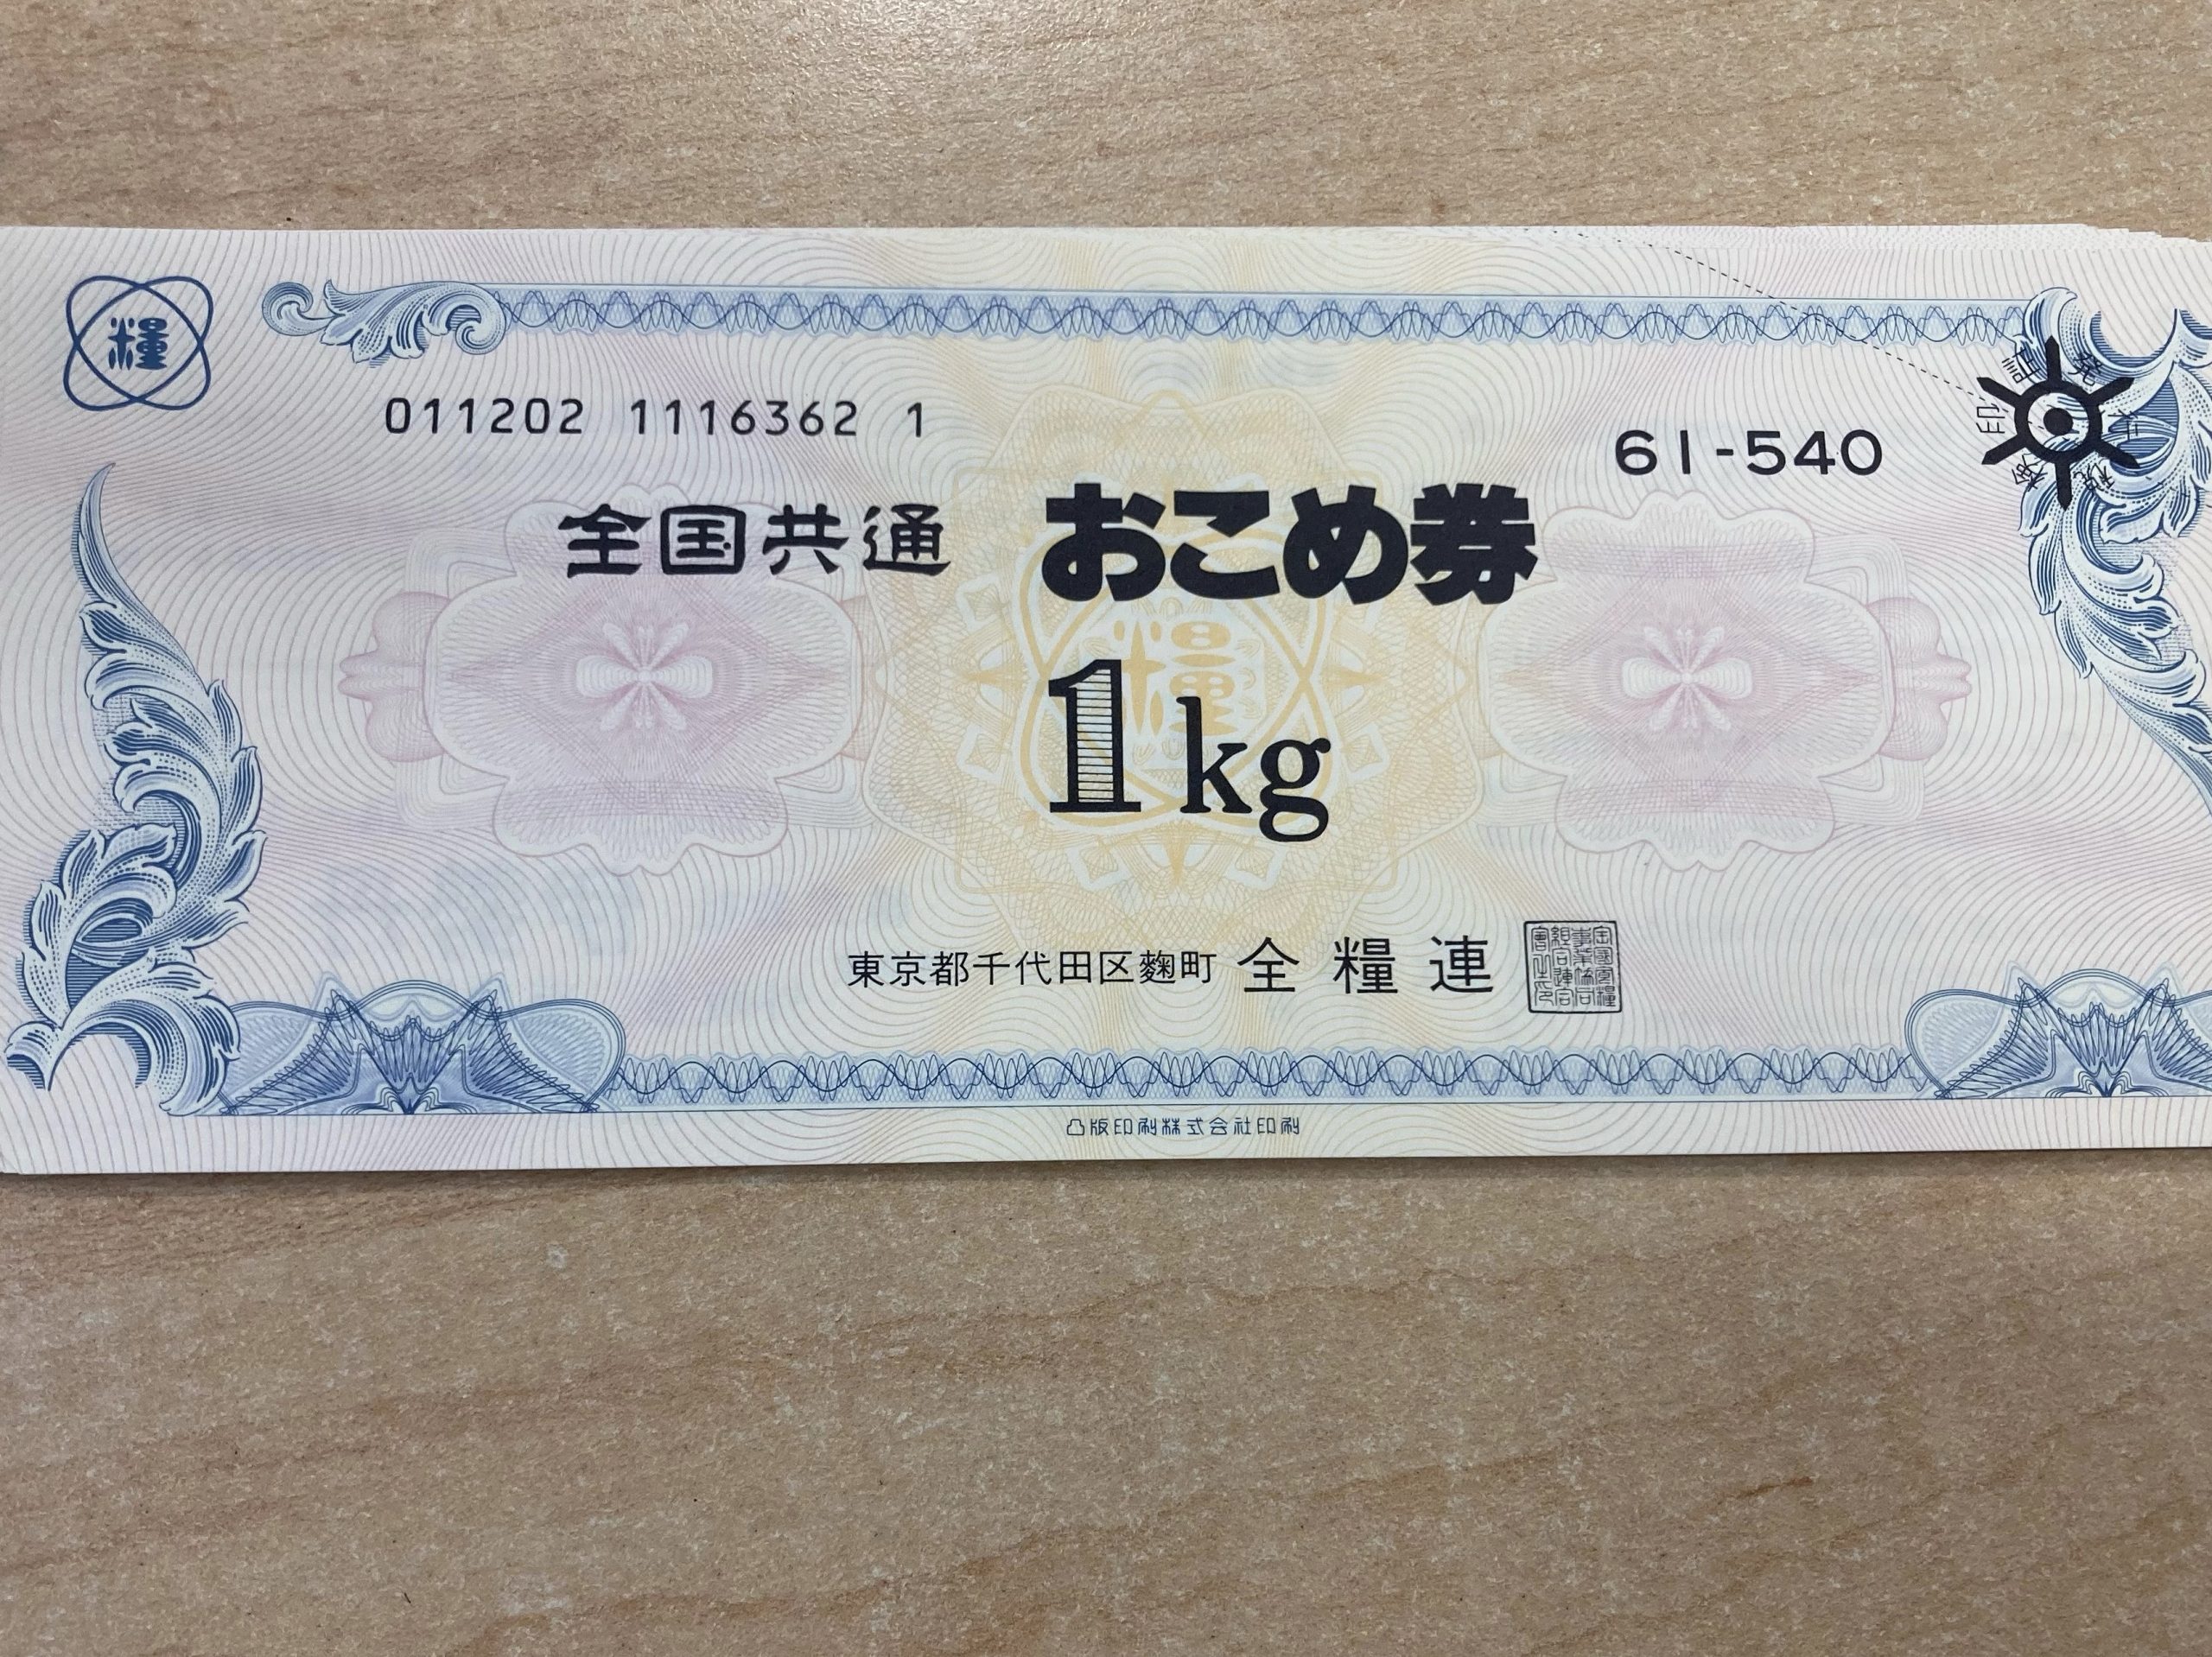 糧
011202 1116362 1
61-540
全国共通 おこめ券
1kg
東京都千代田区麴町 全糧連
凸版印刷株式会社印刷